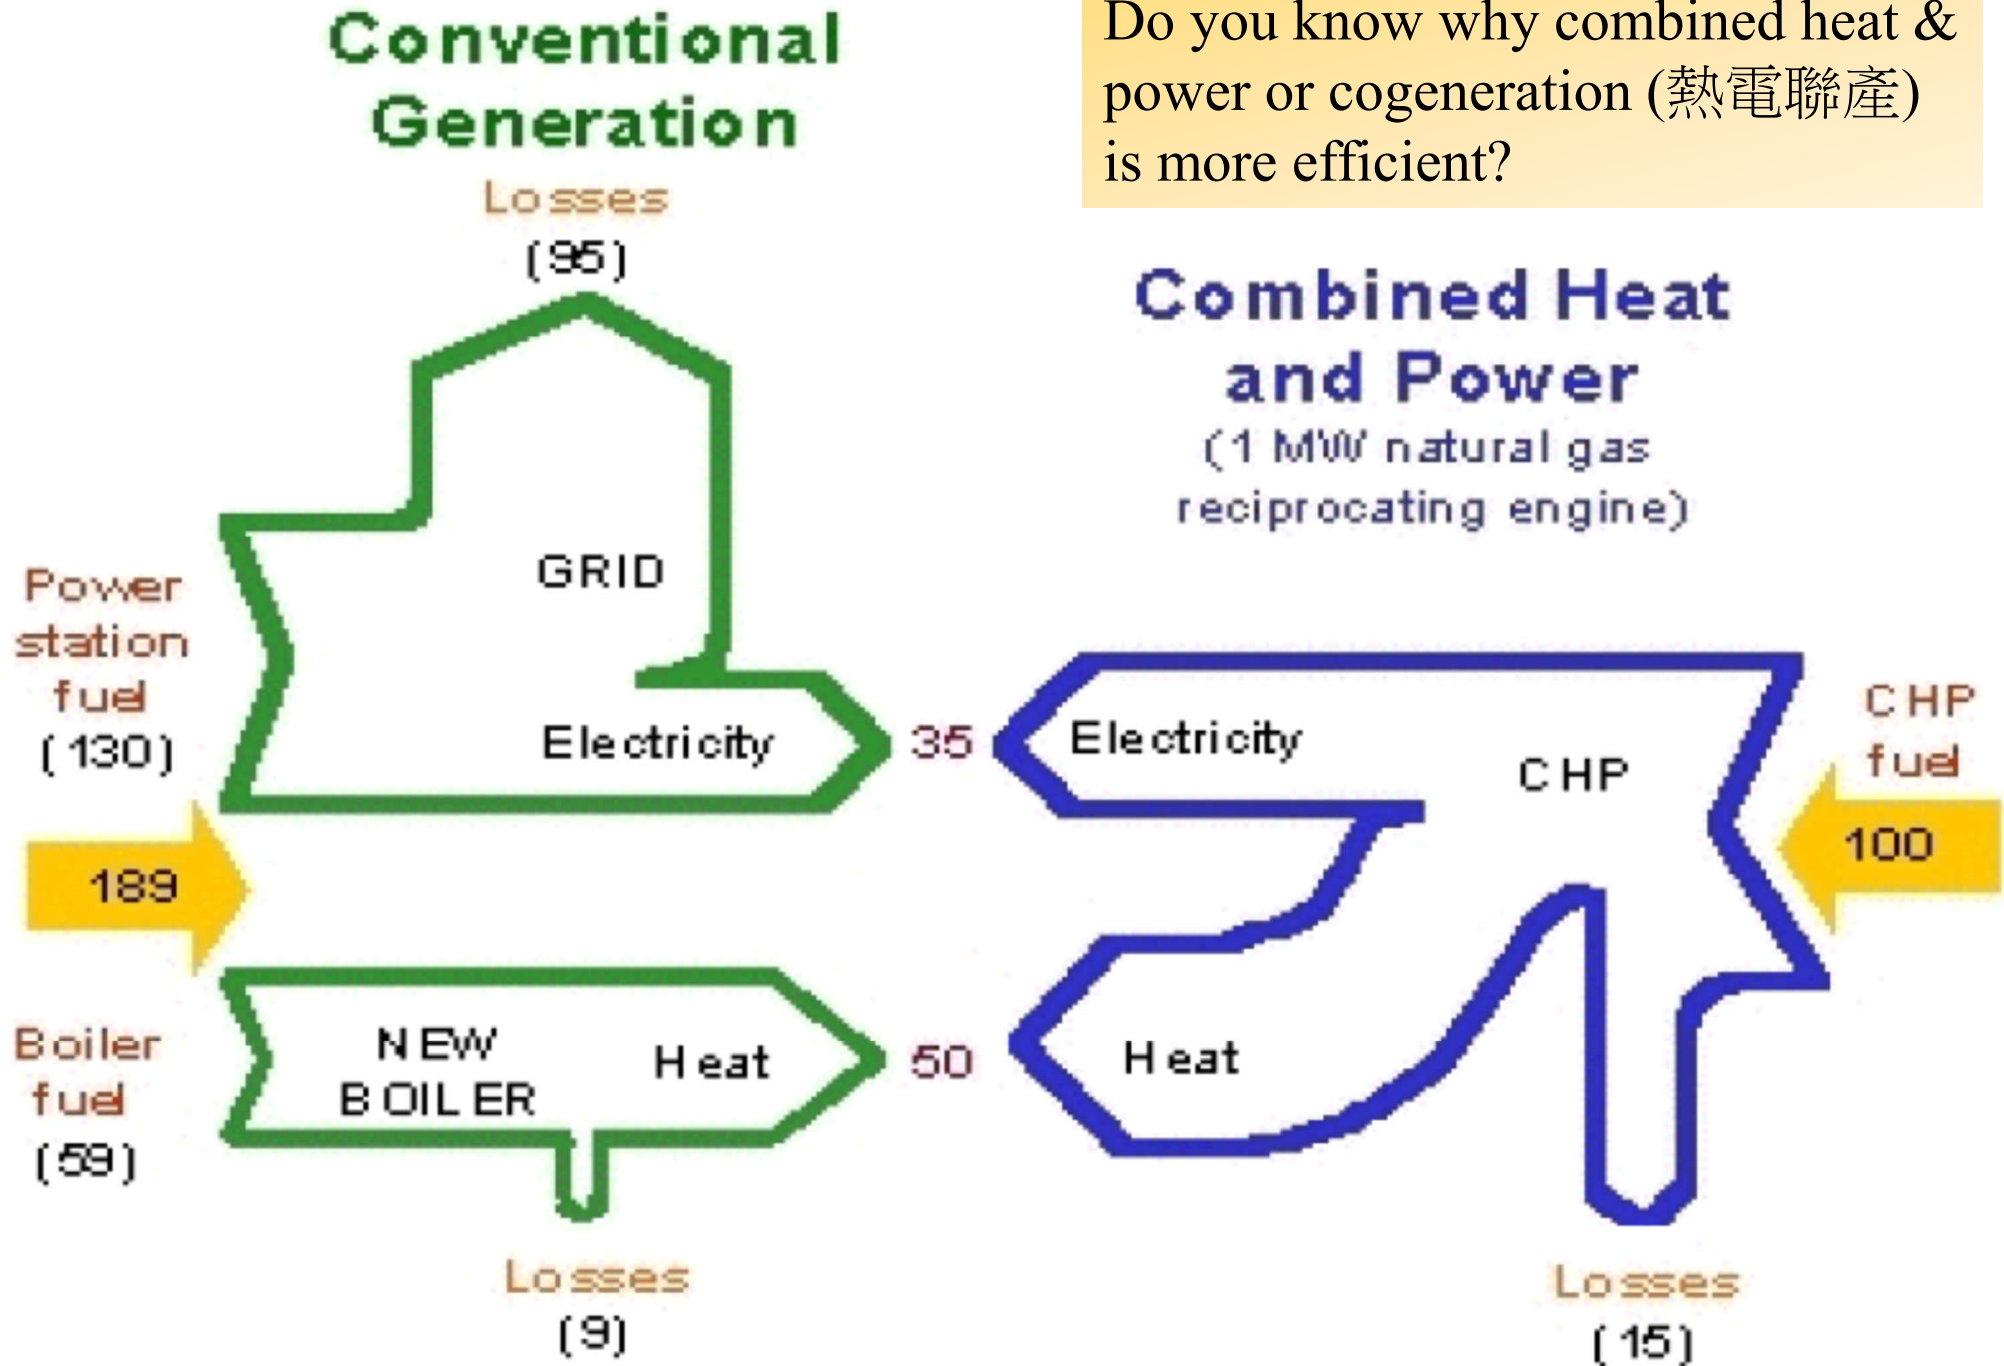 Conventional
Generation
Losses
(95)
Do you know why combined heat &
power or cogeneration (熱電聯產)
is more efficient?
Combined Heat
and Power
(1 MW natural gas
reciprocating engine)
GRID
Power
station
fuel
(130)
Electricity
35
Electricity
CHP
CHP
fuel
189
100
Boiler
fuel
(59)
NEW
BOILER
Heat
50
Heat
Losses
(9)
Losses
(15)